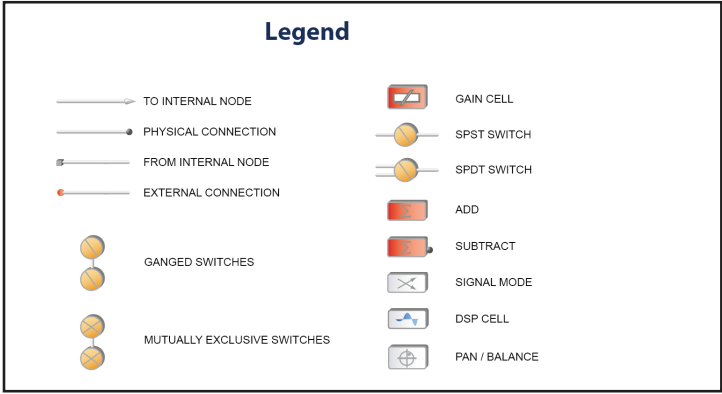 Legend
TO INTERNAL NODE
PHYSICAL CONNECTION
FROM INTERNAL NODE
EXTERNAL CONNECTION
GANGED SWITCHES
MUTUALLY EXCLUSIVE SWITCHES
GAIN CELL
SPST SWITCH
SPDT SWITCH
Σ ADD
Σ SUBTRACT
SIGNAL MODE
DSP CELL
PAN / BALANCE